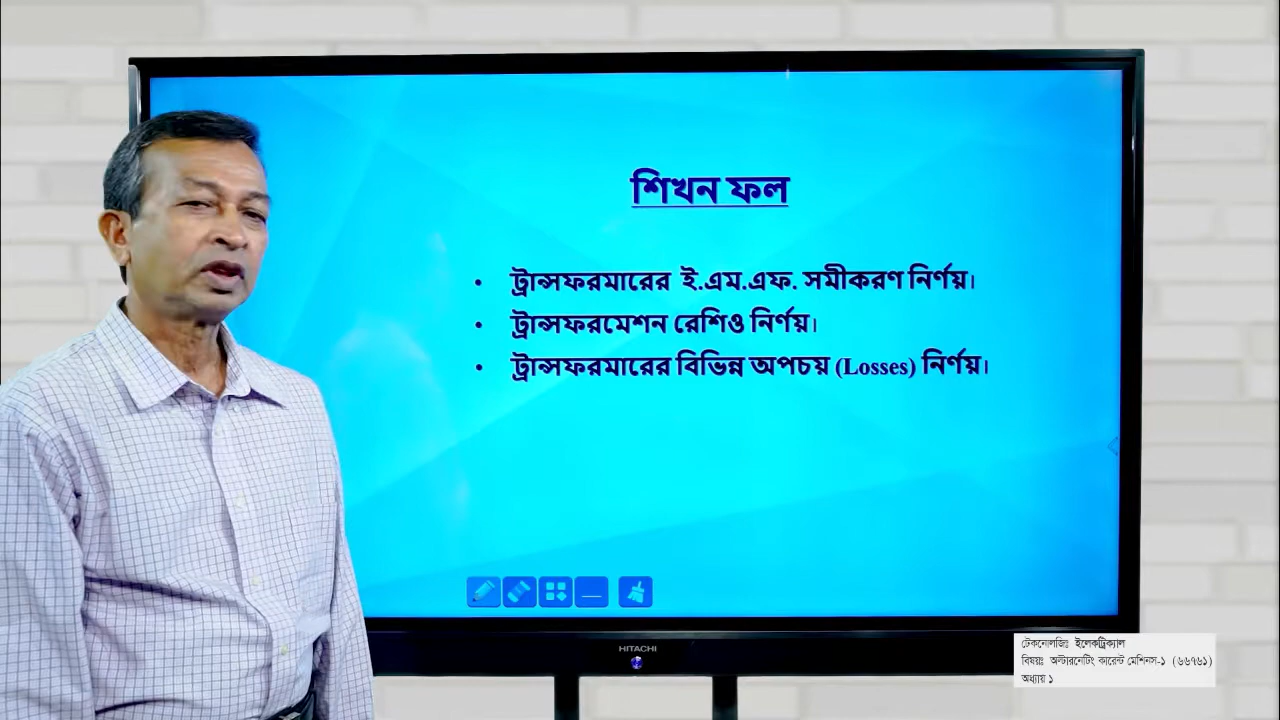 শিখন ফল
• ট্রান্সফরমারের ই.এম.এফ. সমীকরণ নির্ণয়।
• ট্রান্সফরমেশন রেশিও নির্ণয়।
• ট্রান্সফরমারের বিভিন্ন অপচয় (Losses) নির্ণয়।
HITACHI
টেকনোলজিঃ ইলেকট্রিক্যাল
বিষয়ঃ অল্টারনেটিং কারেন্ট মেশিনস-১ (৬৬৭৬১)
অধ্যায় ১